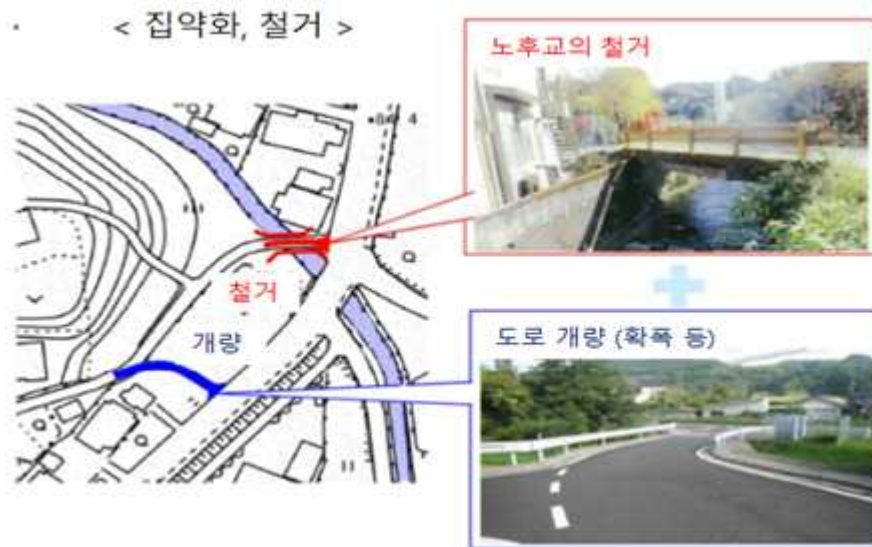 < 집약화, 철거 >
노후교의 철거
철거
개량
도로 개량 (확폭 등)